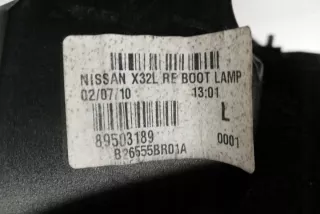 NISSAN X32L RE BOOT LAMP
02/07/10 13:01
L
89503189 0001
B26555BR01A